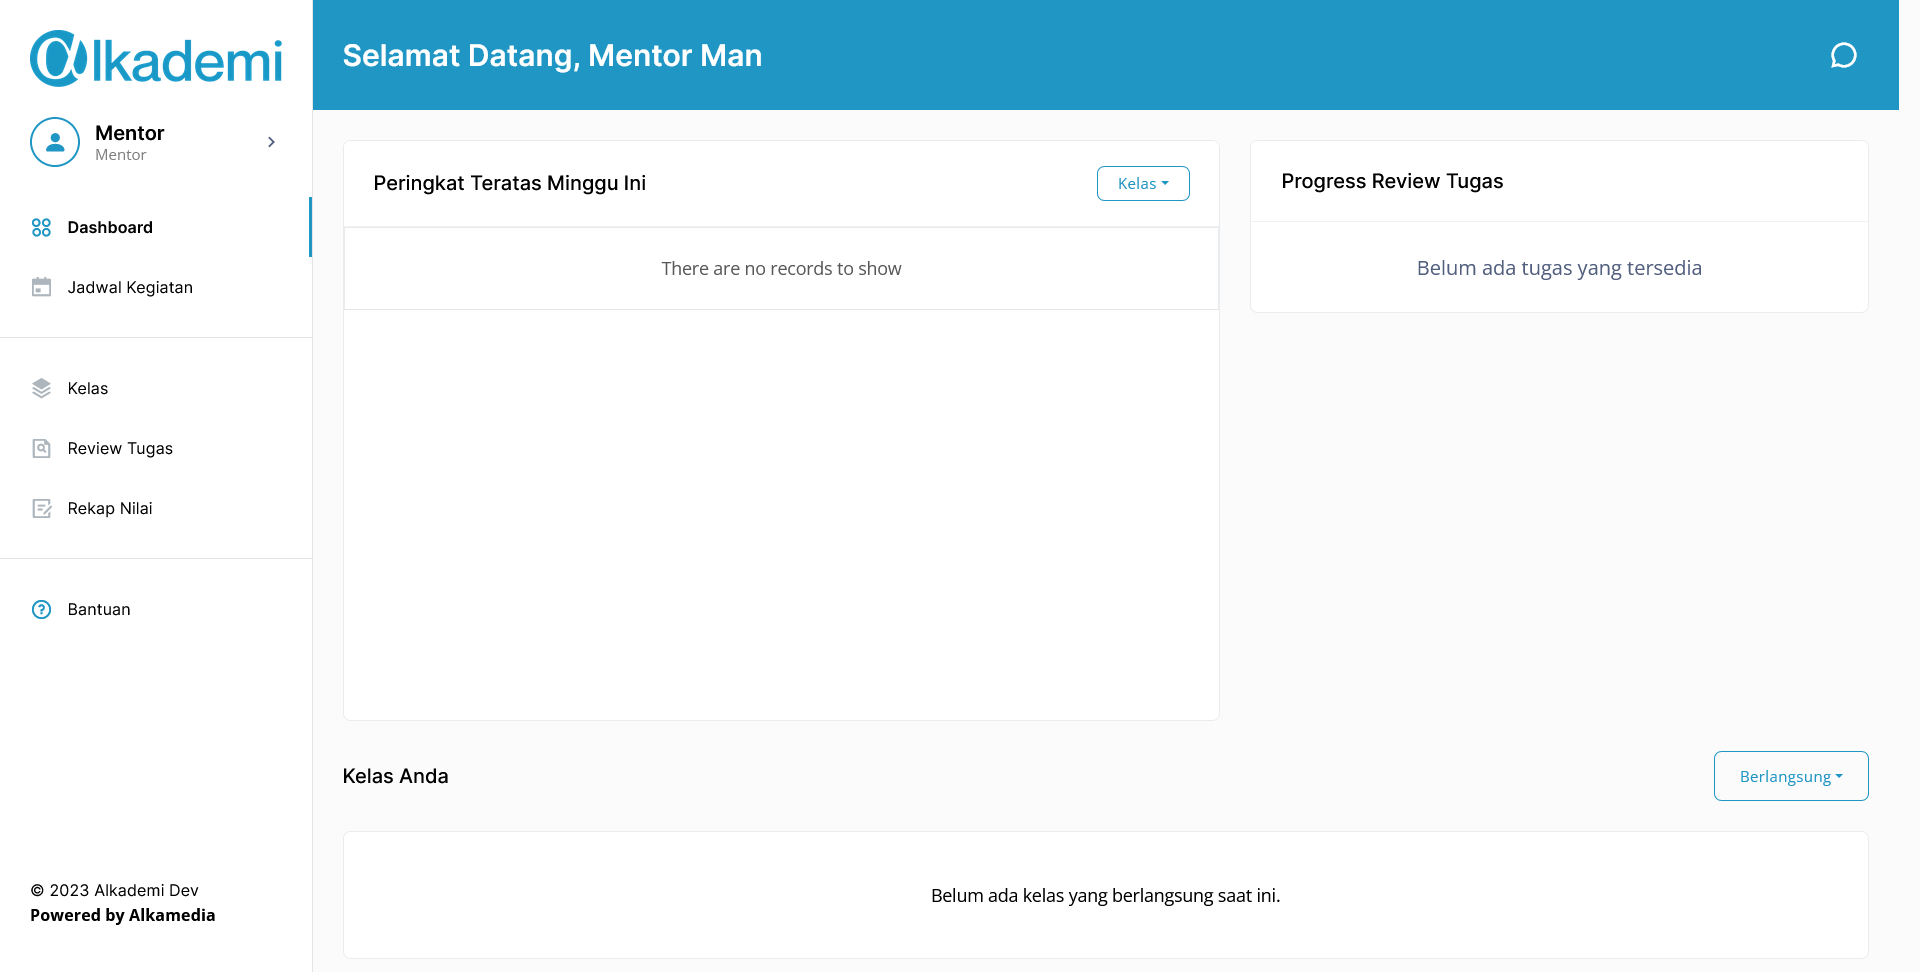 Alkademi
Mentor
Mentor
Dashboard
Jadwal Kegiatan
Kelas
Review Tugas
Rekap Nilai
Bantuan
© 2023 Alkademi Dev
Powered by Alkamedia
Selamat Datang, Mentor Man
Peringkat Teratas Minggu Ini
Kelas
There are no records to show
Progress Review Tugas
Belum ada tugas yang tersedia
Kelas Anda
Berlangsung
Belum ada kelas yang berlangsung saat ini.